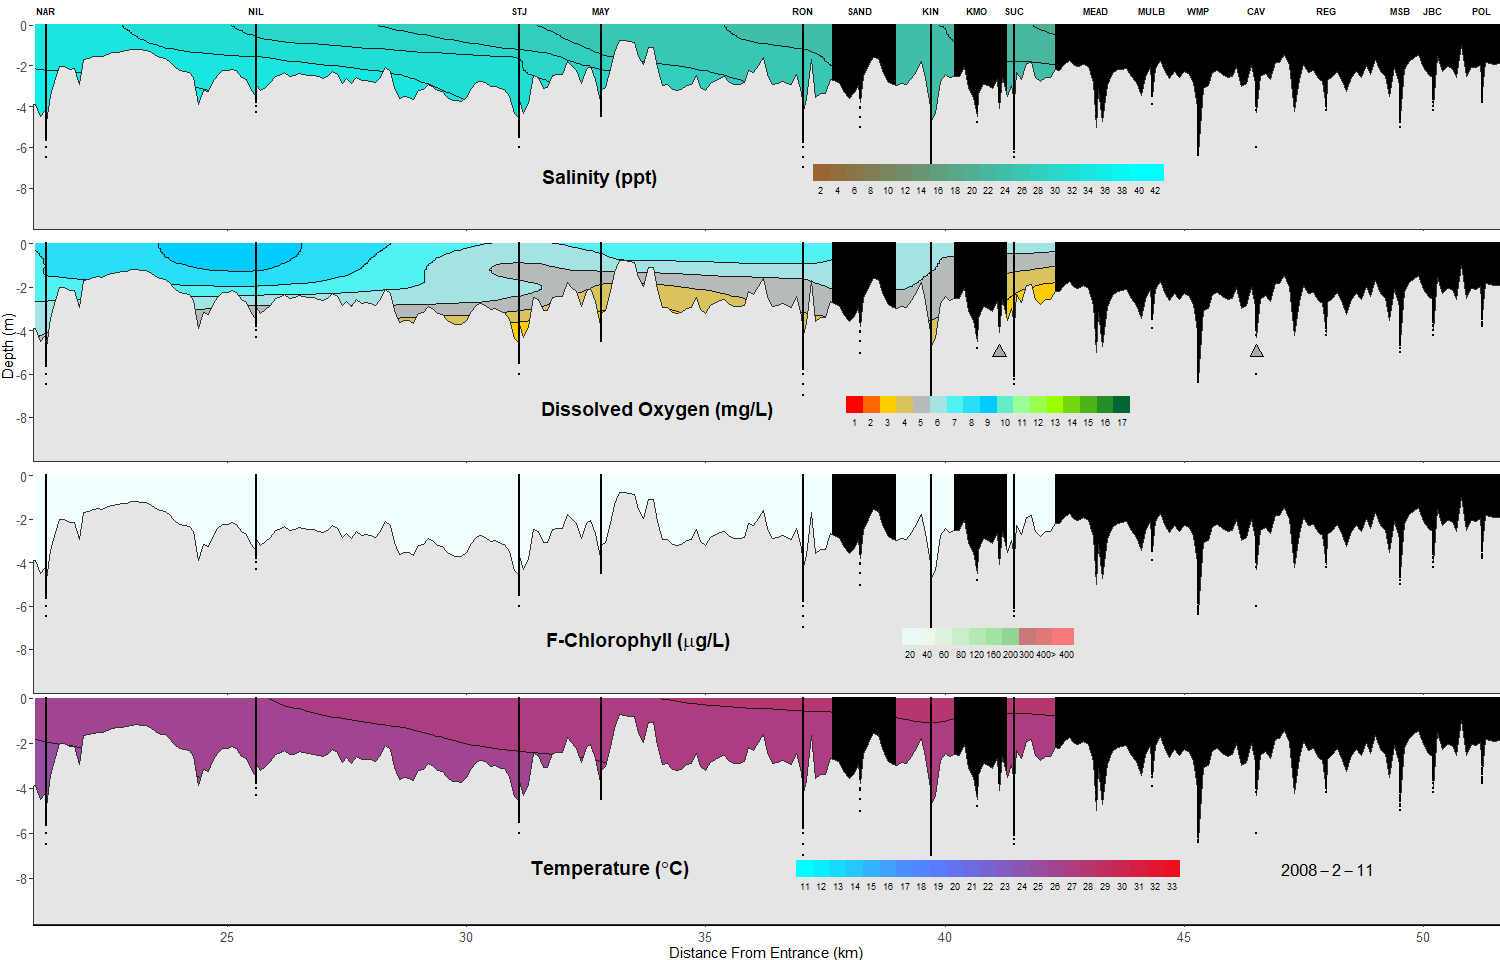 NAR NIL STJ MAY RON SAND KIN KMO SUC MEAD MULB WMP CAV REG MSB JBC POL
0
-2
-4
-6
-8
Salinity (ppt)
2 4 6 8 10 12 14 16 18 20 22 24 26 28 30 32 34 36 38 40 42
0
-2
-4
-6
-8
Depth (m)
Dissolved Oxygen (mg/L)
1 2 3 4 5 6 7 8 9 10 11 12 13 14 15 16 17
0
-2
-4
-6
-8
F-Chlorophyll (μg/L)
20 40 60 80 120 160 200 300 400> 400
0
-2
-4
-6
-8
Temperature (°C)
11 12 13 14 15 16 17 18 19 20 21 22 23 24 25 26 27 28 29 30 31 32 33
2008 – 2 – 11
25 30 35 40 45 50
Distance From Entrance (km)